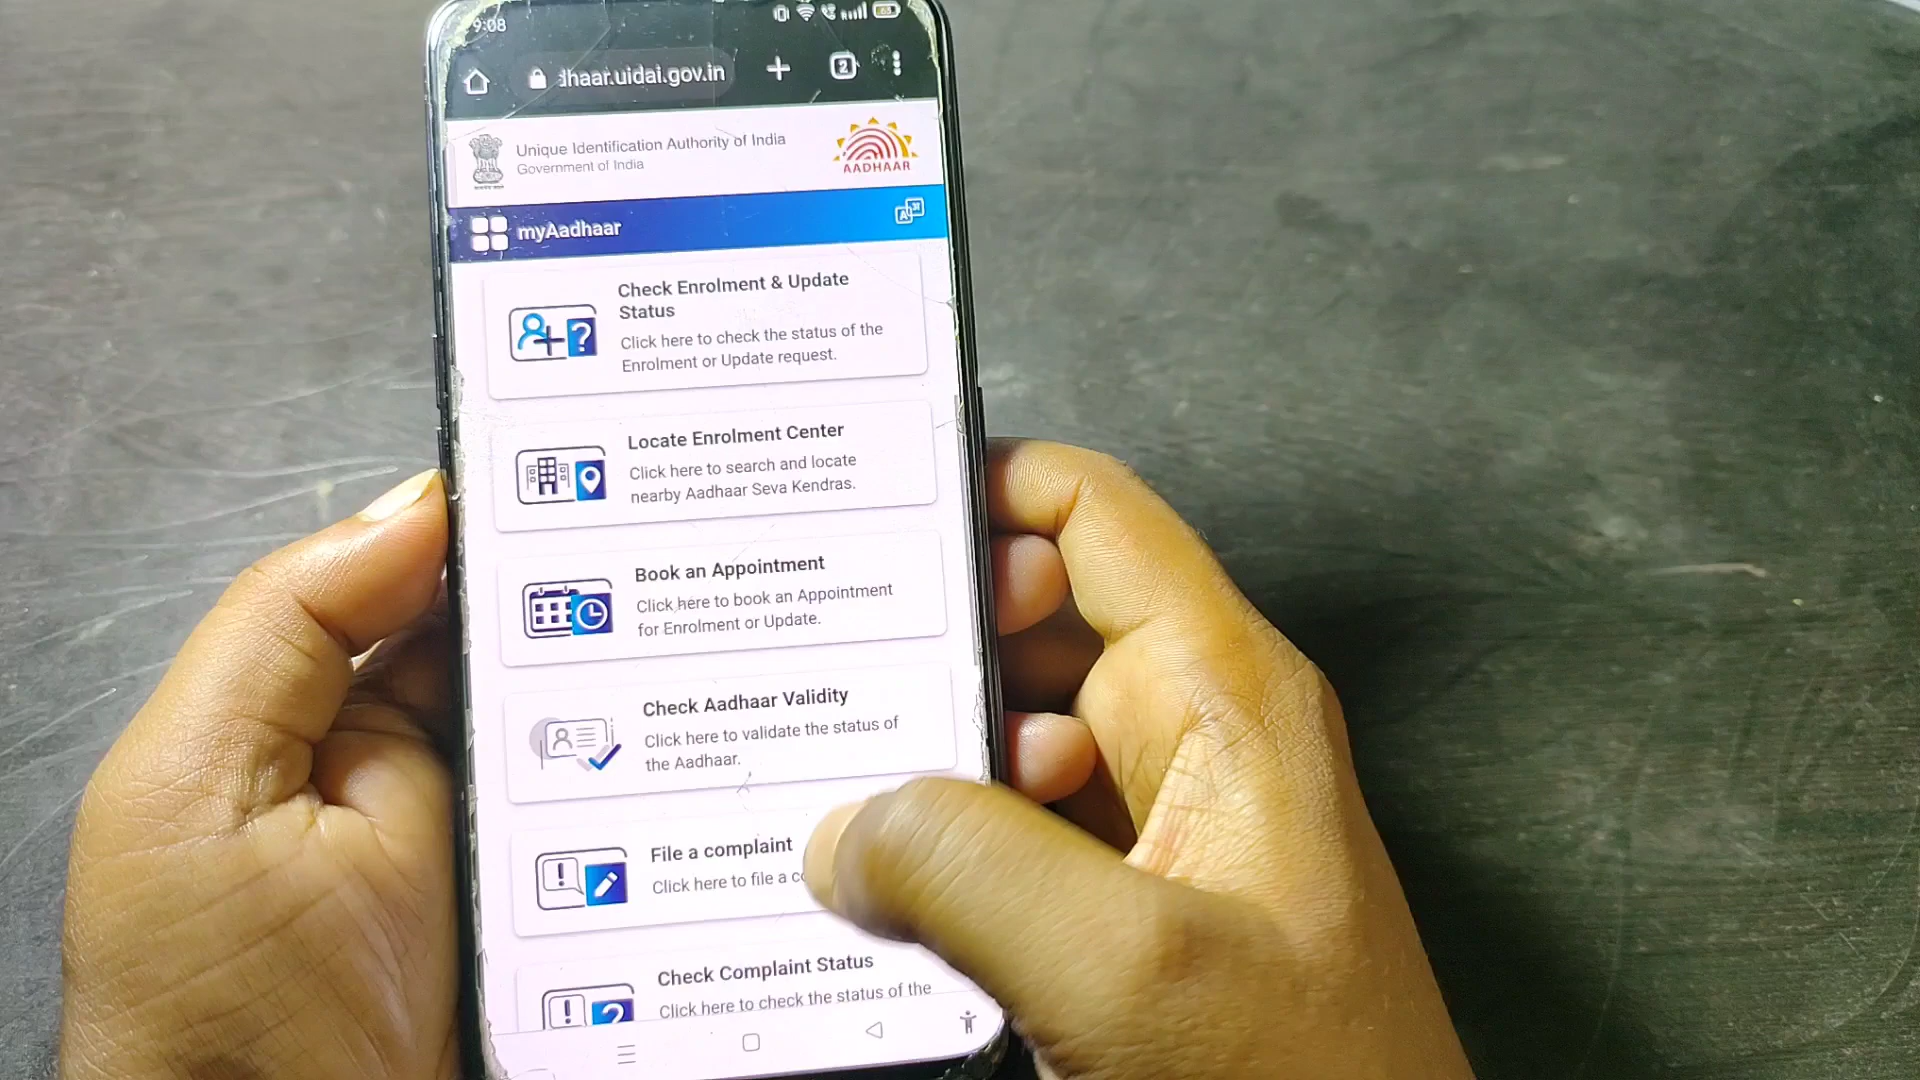 9:08
dhaar.uidai.gov.in
2
Unique Identification Authority of India
Government of India
AADHAAR
myAadhaar
Check Enrolment & Update
Status
Click here to check the status of the
Enrolment or Update request.
Locate Enrolment Center
Click here to search and locate
nearby Aadhaar Seva Kendras.
Book an Appointment
Click here to book an Appointment
for Enrolment or Update.
Check Aadhaar Validity
Click here to validate the status of
the Aadhaar.
File a complaint
Click here to file a
Check Complaint Status
Click here to check the status of the